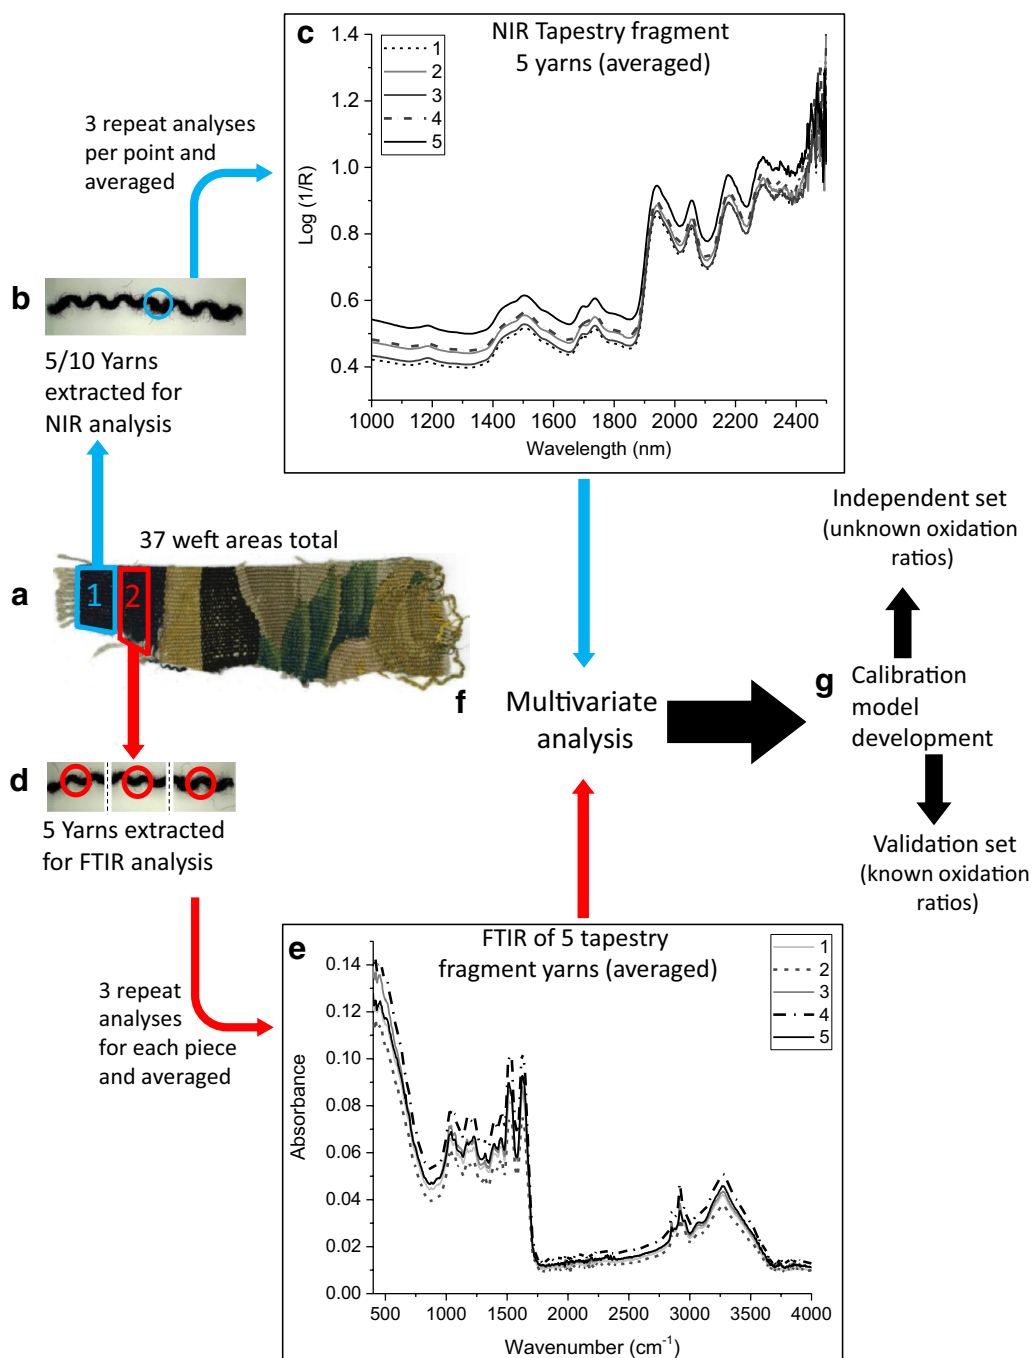 c
NIR Tapestry fragment
5 yarns (averaged)
1
2
3
4
5
1.4
1.2
1.0
0.8
0.6
0.4
Log (1/R)
1000 1200 1400 1600 1800 2000 2200 2400
Wavelength (nm)
3 repeat analyses
per point and
averaged
b
5/10 Yarns
extracted for
NIR analysis
37 weft areas total
a
1
2
d
5 Yarns extracted
for FTIR analysis
3 repeat
analyses
for each piece
and averaged
e
FTIR of 5 tapestry
fragment yarns (averaged)
1
2
3
4
5
0.14
0.12
0.10
0.08
0.06
0.04
0.02
0.00
Absorbance
500 1000 1500 2000 2500 3000 3500 4000
Wavenumber (cm⁻¹)
f
Multivariate
analysis
g
Calibration
model
development
Independent set
(unknown oxidation
ratios)
Validation set
(known oxidation
ratios)